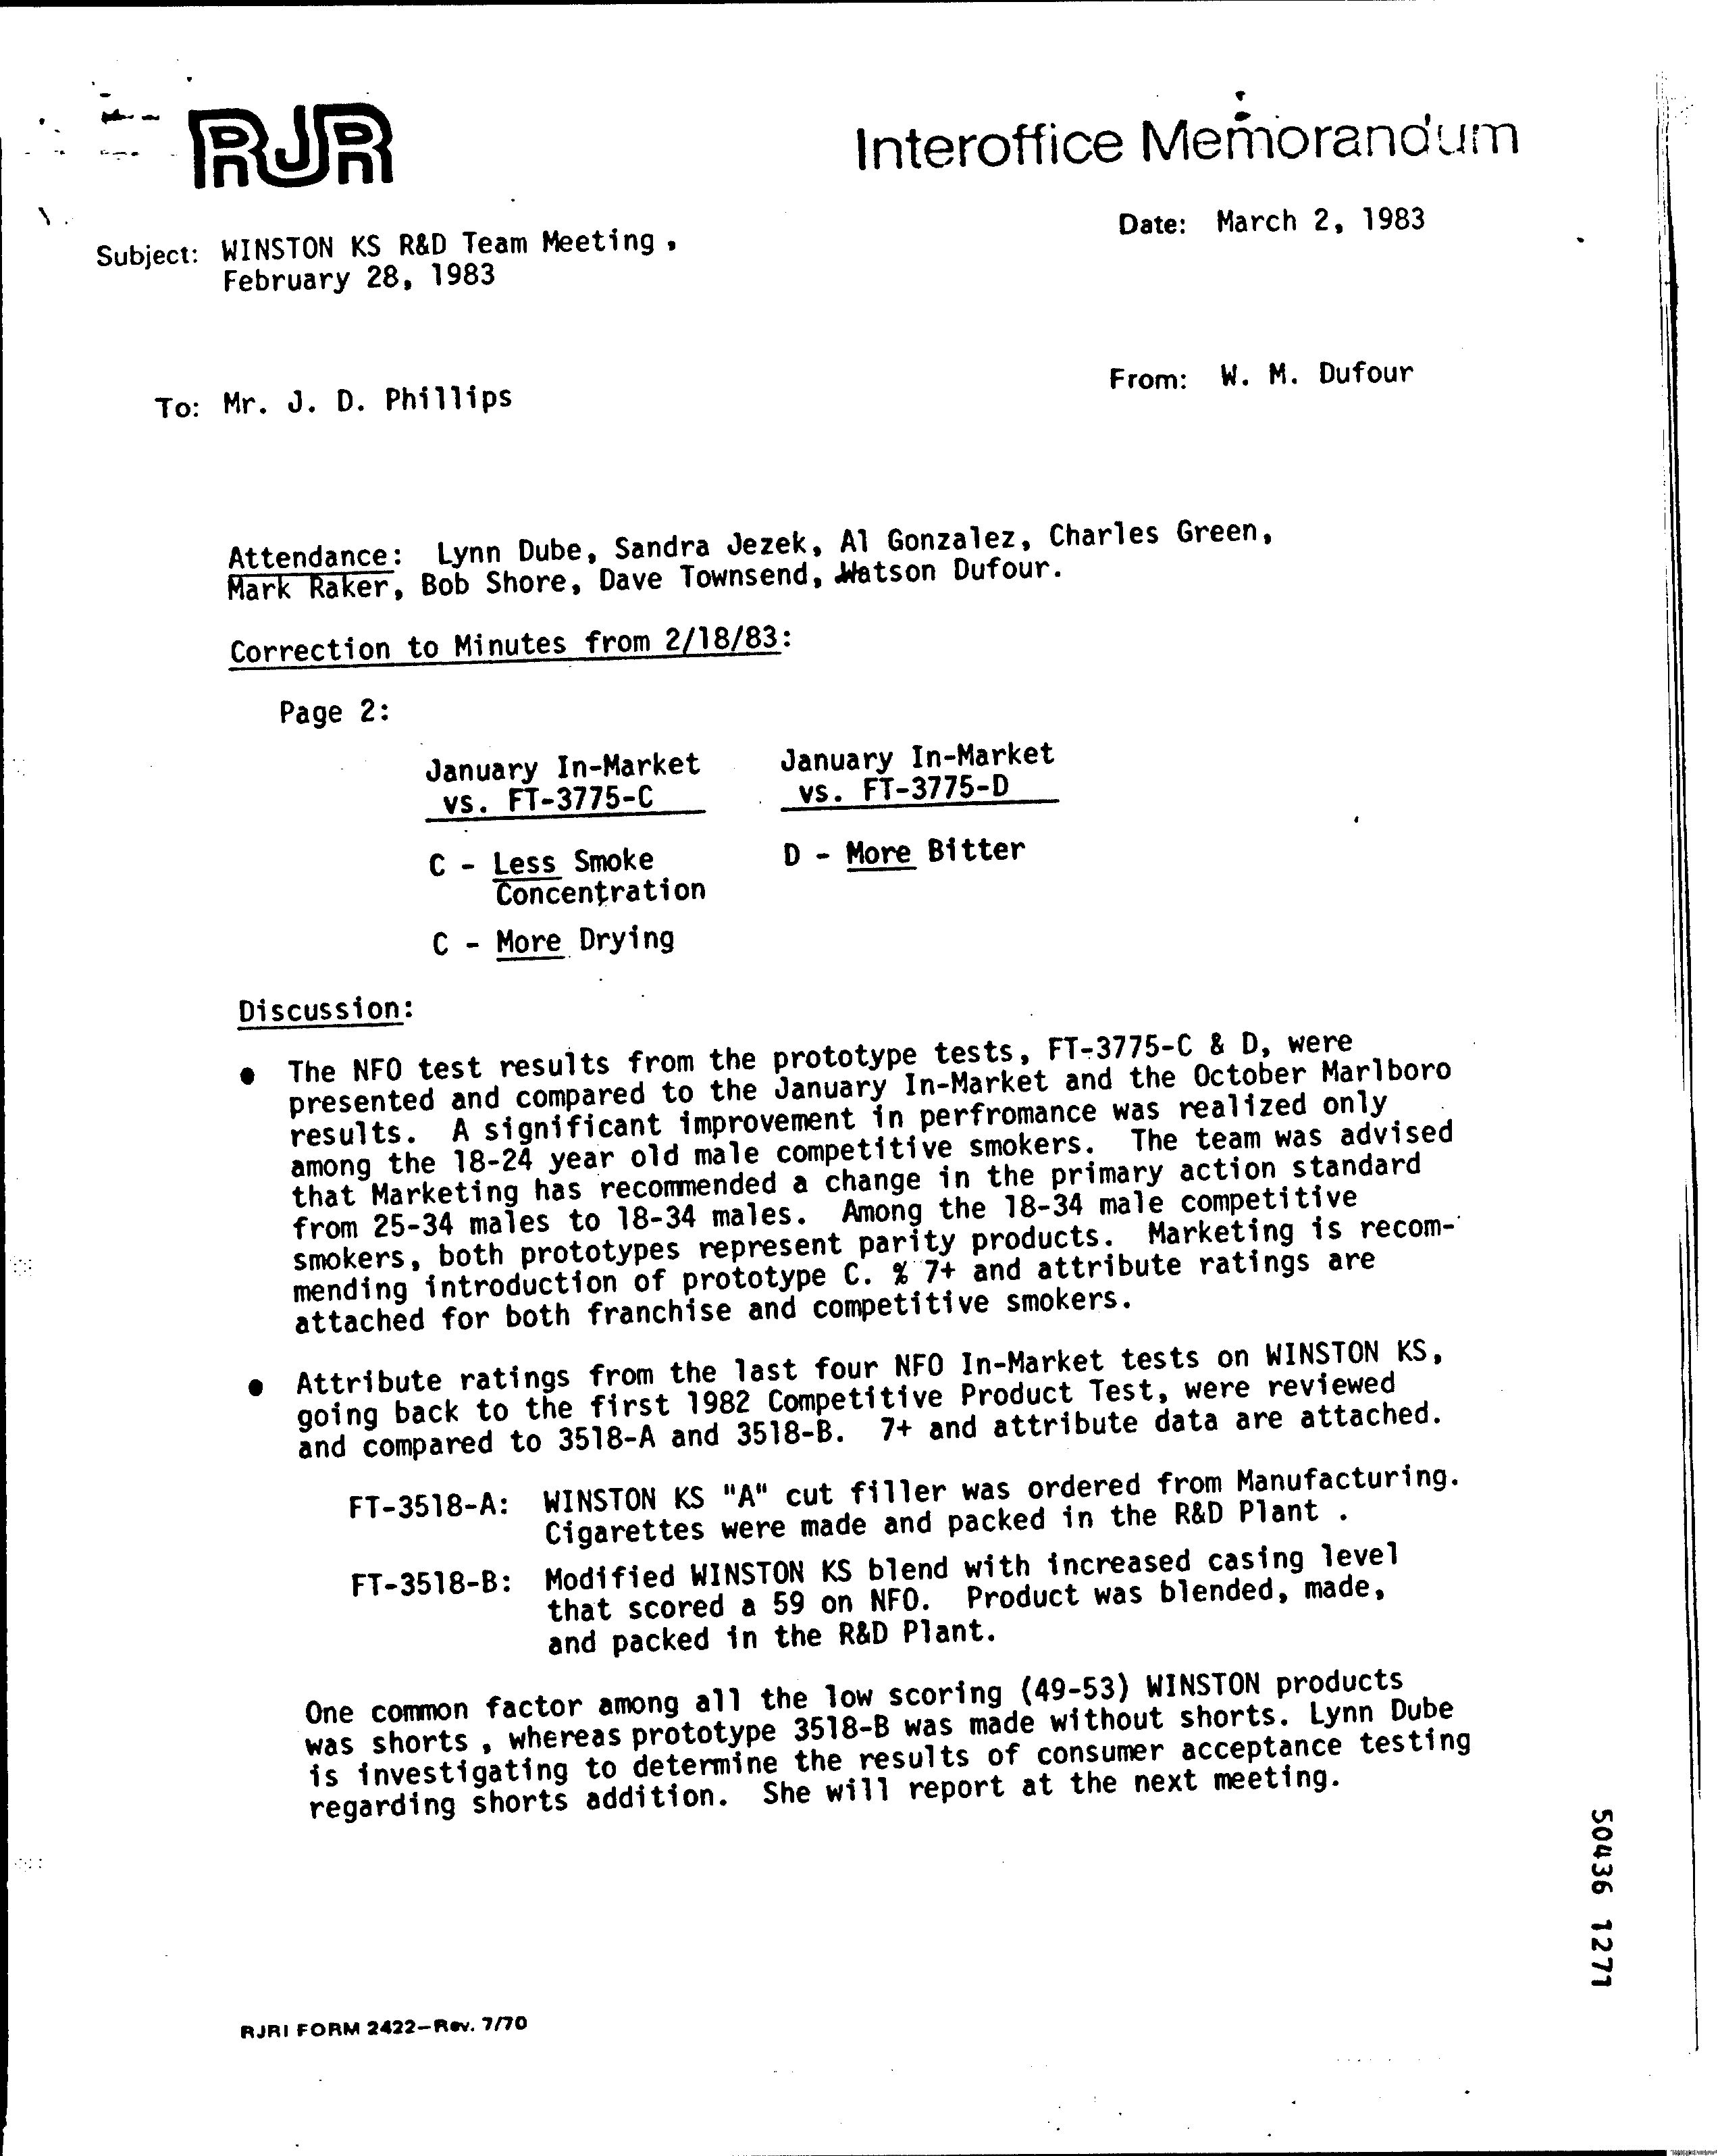 RJR
Interoffice Memorandum
Subject: WINSTON KS R&D Team Meeting,
February 28, 1983
Date: March 2, 1983
To: Mr. J. D. Phillips
From: W. M. Dufour
Attendance: Lynn Dube, Sandra Jezek, Al Gonzalez, Charles Green,
Mark Raker, Bob Shore, Dave Townsend, Watson Dufour.
Correction to Minutes from 2/18/83:
Page 2:
January In-Market
vs. FT-3775-C
January In-Market
vs. FT-3775-D
C - Less Smoke
Concentration
D - More Bitter
C - More Drying
Discussion:
● The NFO test results from the prototype tests, FT-3775-C & D, were
presented and compared to the January In-Market and the October Marlboro
results. A significant improvement in perfromance was realized only
among the 18-24 year old male competitive smokers. The team was advised
that Marketing has recommended a change in the primary action standard
from 25-34 males to 18-34 males. Among the 18-34 male competitive
smokers, both prototypes represent parity products. Marketing is recom-
mending introduction of prototype C. % 7+ and attribute ratings are
attached for both franchise and competitive smokers.
● Attribute ratings from the last four NFO In-Market tests on WINSTON KS,
going back to the first 1982 Competitive Product Test, were reviewed
and compared to 3518-A and 3518-B. 7+ and attribute data are attached.
FT-3518-A: WINSTON KS "A" cut filler was ordered from Manufacturing.
Cigarettes were made and packed in the R&D Plant .
FT-3518-B: Modified WINSTON KS blend with increased casing level
that scored a 59 on NFO. Product was blended, made,
and packed in the R&D Plant.
One common factor among all the low scoring (49-53) WINSTON products
was shorts , whereas prototype 3518-B was made without shorts. Lynn Dube
is investigating to determine the results of consumer acceptance testing
regarding shorts addition. She will report at the next meeting.
50436 1271
RJRI FORM 2422—Rev. 7/70